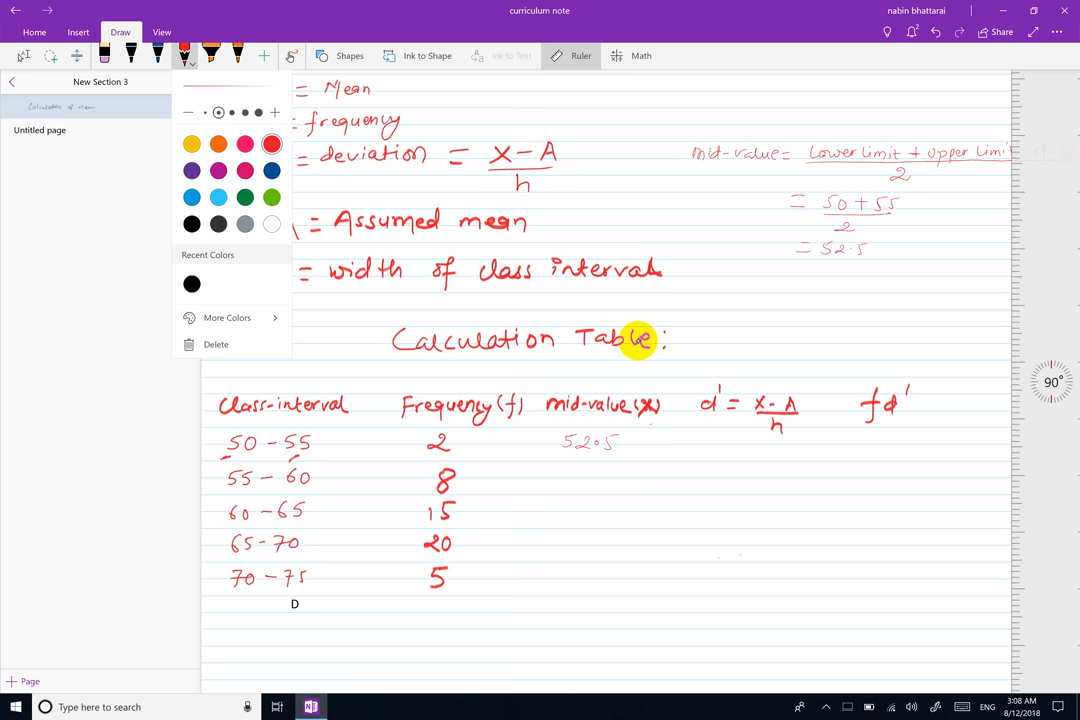 curriculum note
nabin bhattarai
Home Insert Draw View
Share
Shapes Ink to Shape Ink to Text Ruler Math
New Section 3
Calculation of mean
Untitled page
Recent Colors
More Colors
Delete
= Mean
= frequency
= deviation = X - A
h
= Assumed mean
= width of class interval
mid-value = Lower limit + Upper Limit
2
= 50 + 55
2
= 52.5
Calculation Table:
Class-interval Frequency (f) mid-value (x) d' = X - A fd'
h
50 - 55 2 52.5
55 - 60 8
60 - 65 15
65 - 70 20
70 - 75 5
D
90°
+ Page
Type here to search
ENG
3:08 AM
8/12/2018